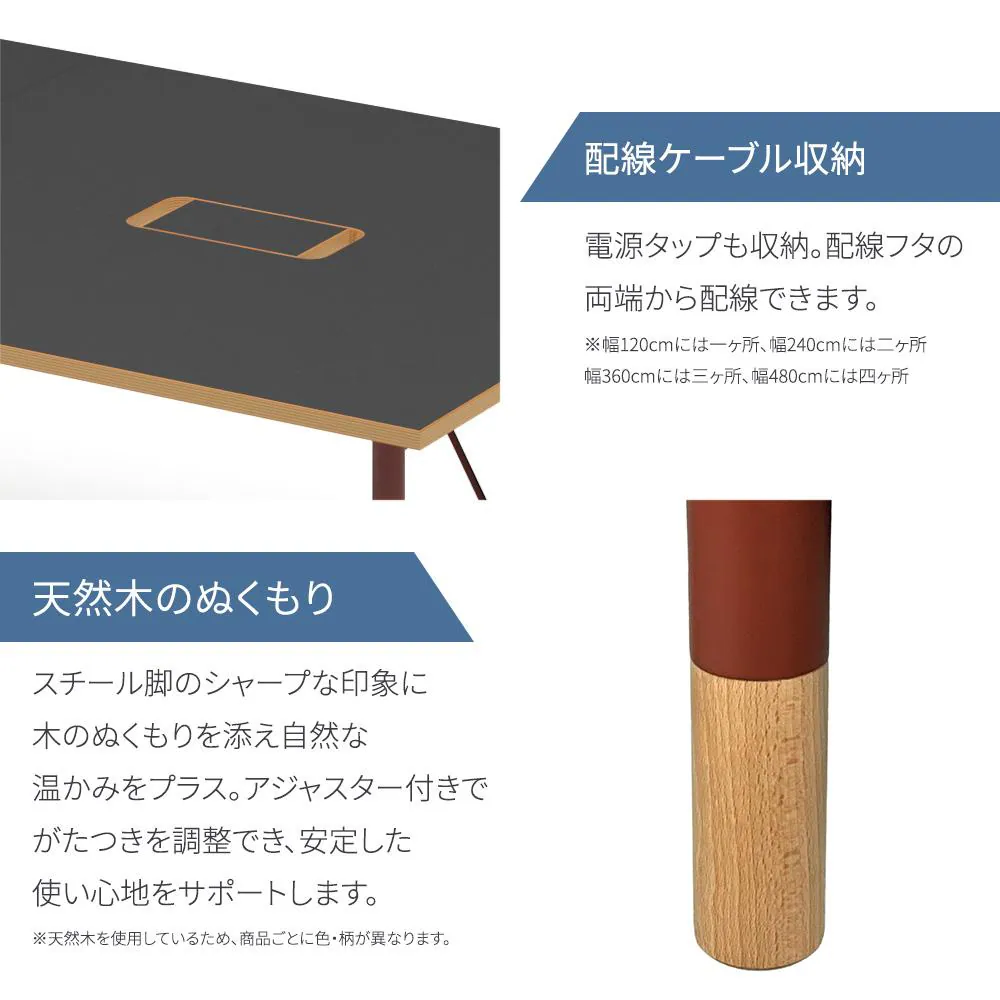 配線ケーブル収納
電源タップも収納。配線フタの
両端から配線できます。
※幅120cmには一ヶ所、幅240cmには二ヶ所
幅360cmには三ヶ所、幅480cmには四ヶ所
天然木のぬくもり
スチール脚のシャープな印象に
木のぬくもりを添え自然な
温かみをプラス。アジャスター付きで
がたつきを調整でき、安定した
使い心地をサポートします。
※天然木を使用しているため、商品ごとに色・柄が異なります。